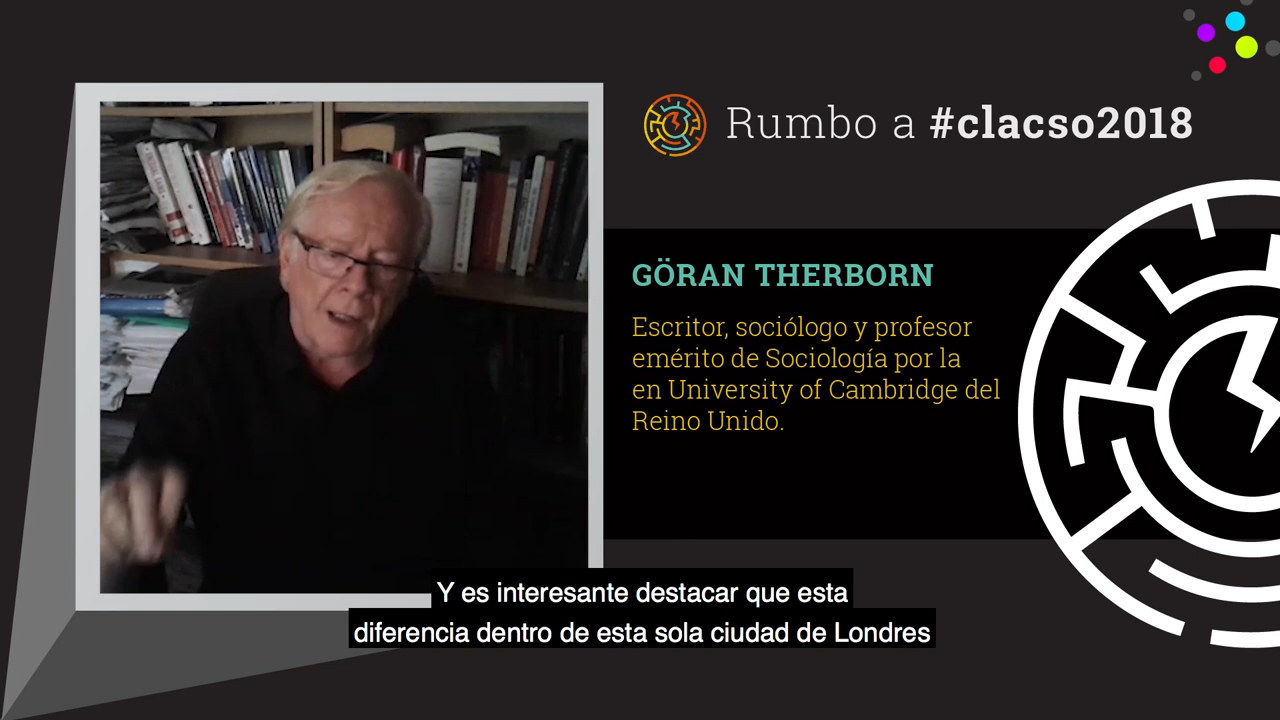 Rumbo a #clacso2018
GÖRAN THERBORN
Escritor, sociólogo y profesor
emérito de Sociología por la
en University of Cambridge del
Reino Unido.
Y es interesante destacar que esta
diferencia dentro de esta sola ciudad de Londres